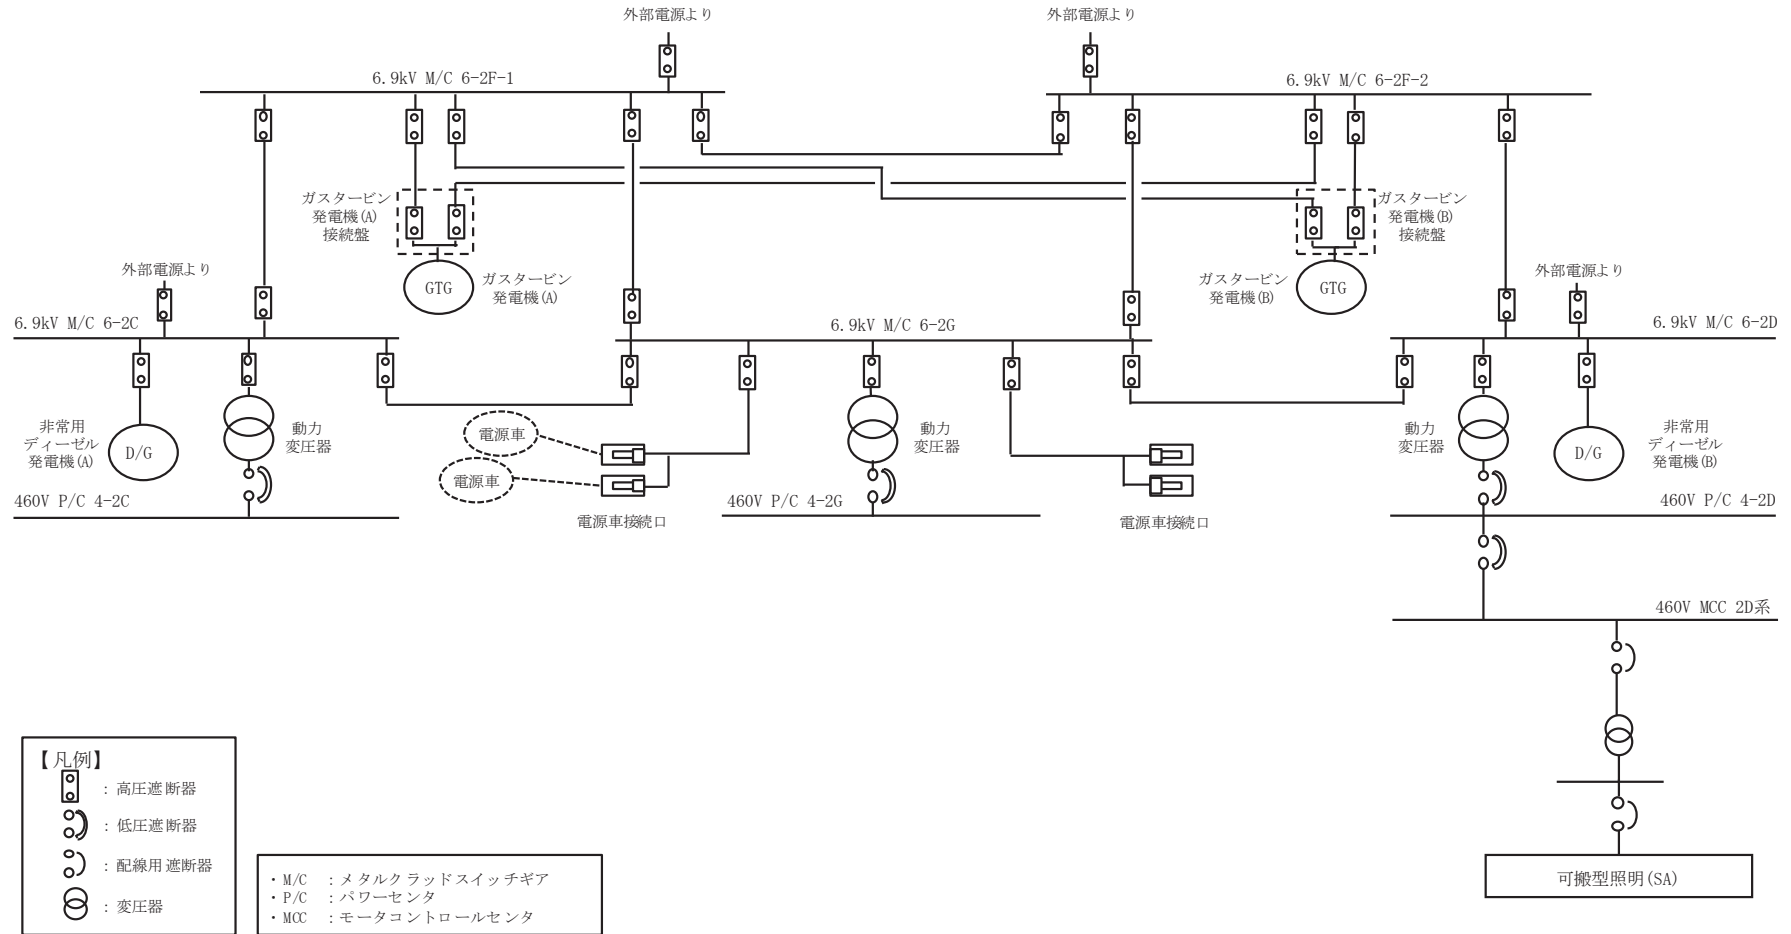 外部電源より
外部電源より
6.9kV M/C 6-2F-1
6.9kV M/C 6-2F-2
ガスタービン
発電機(A)
接続盤
ガスタービン
発電機(B)
接続盤
外部電源より
GTG
ガスタービン
発電機(A)
ガスタービン
発電機(B)
GTG
外部電源より
6.9kV M/C 6-2C
6.9kV M/C 6-2G
6.9kV M/C 6-2D
非常用
ディーゼル
発電機(A)
D/G
動力
変圧器
電源車
電源車
動力
変圧器
動力
変圧器
D/G
非常用
ディーゼル
発電機(B)
460V P/C 4-2C
電源車接続口
460V P/C 4-2G
電源車接続口
460V P/C 4-2D
460V MCC 2D系
可搬型照明(SA)
【凡例】
：高圧遮断器
：低圧遮断器
：配線用遮断器
：変圧器
・M/C ：メタルクラッドスイッチギア
・P/C ：パワーセンタ
・MCC ：モータコントロールセンタ